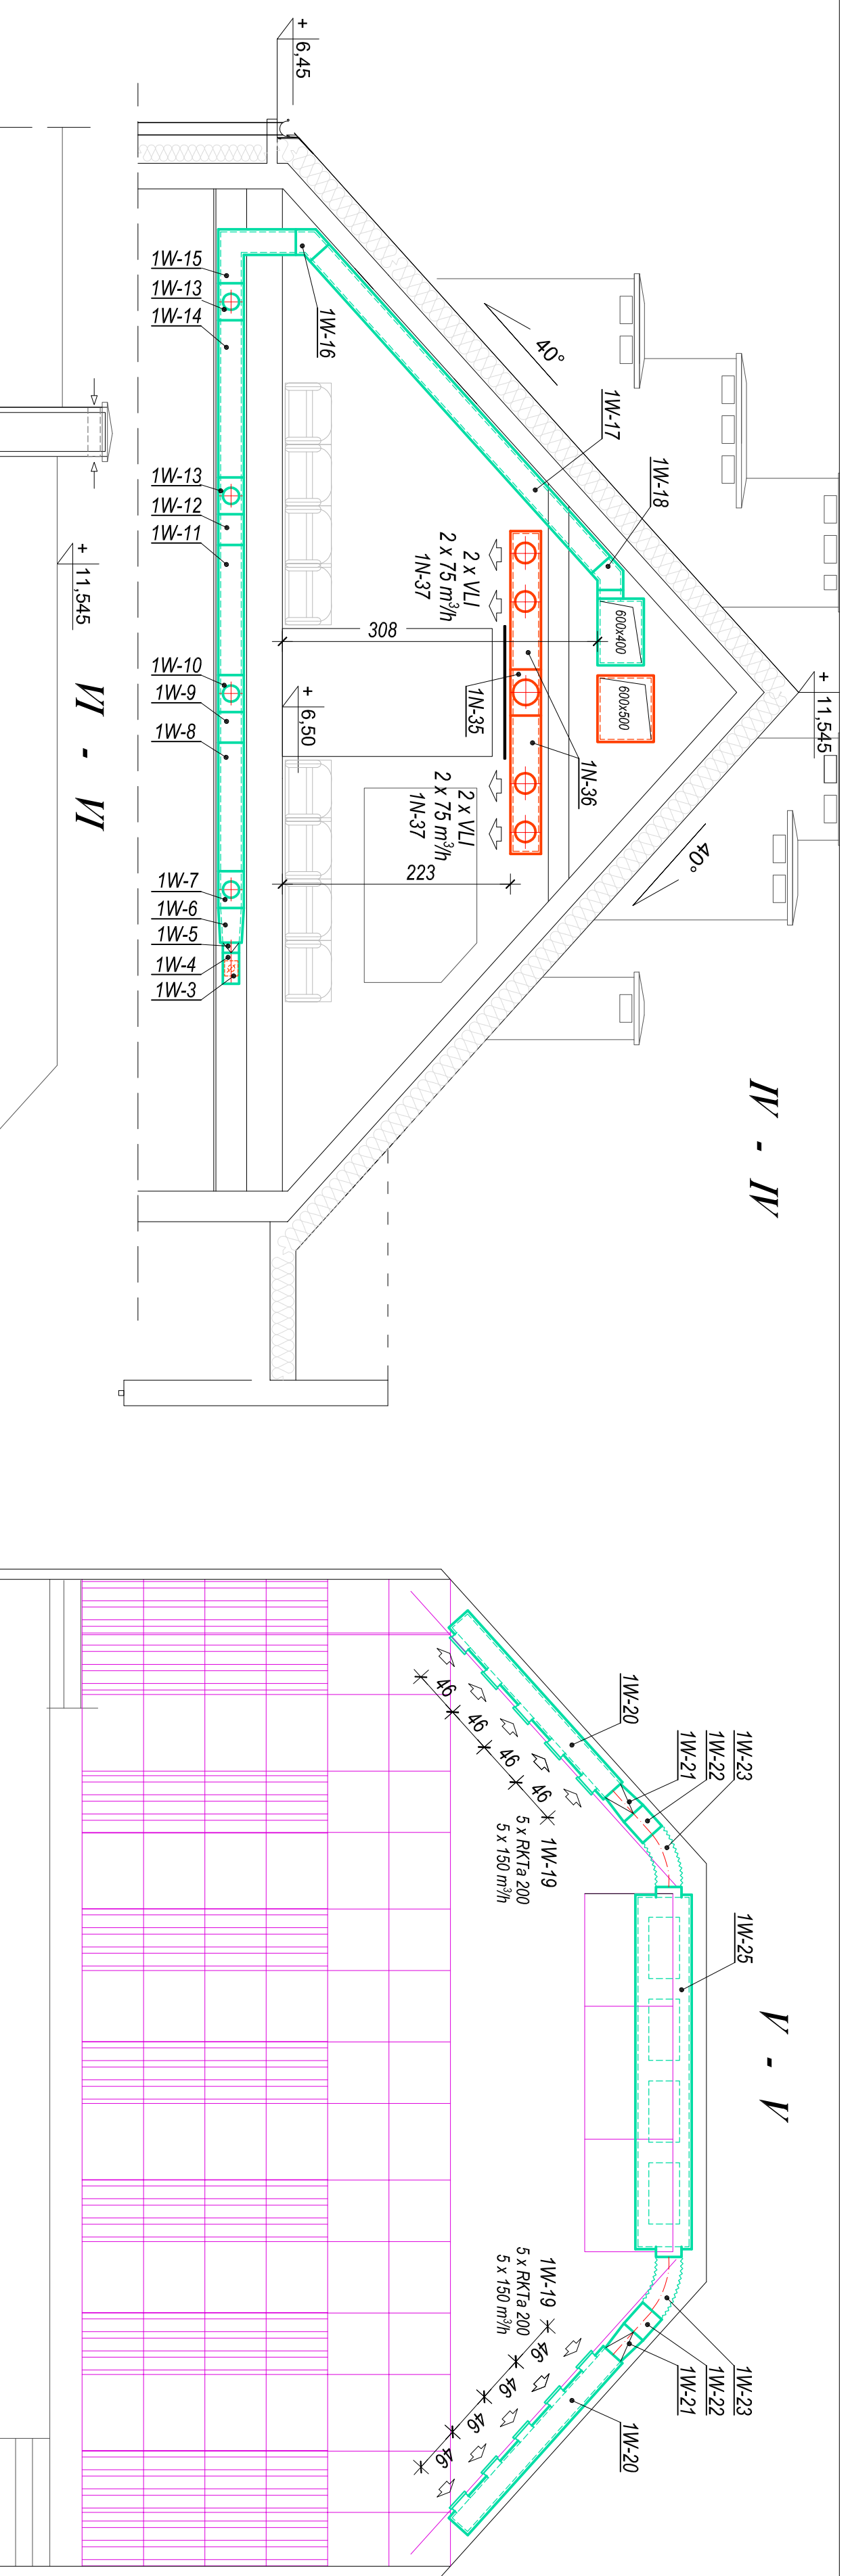 IV - IV
+ 6,45
40°
+ 11,545
40°
1W-18
1W-17
1W-16
600x400
600x500
2 x VLI
2 x 75 m³/h
1N-37
1N-35
1N-36
2 x VLI
2 x 75 m³/h
1N-37
308
+ 6,50
223
1W-15
1W-13
1W-14
1W-13
1W-12
1W-11
1W-10
1W-9
1W-8
1W-7
1W-6
1W-5
1W-4
1W-3
VI - VI
+ 11,545
V - V
1W-23
1W-22
1W-21
1W-20
46
46
46
46
1W-19
5 x RKTa 200
5 x 150 m³/h
1W-25
1W-19
5 x RKTa 200
5 x 150 m³/h
46
46
46
46
1W-23
1W-22
1W-21
1W-20